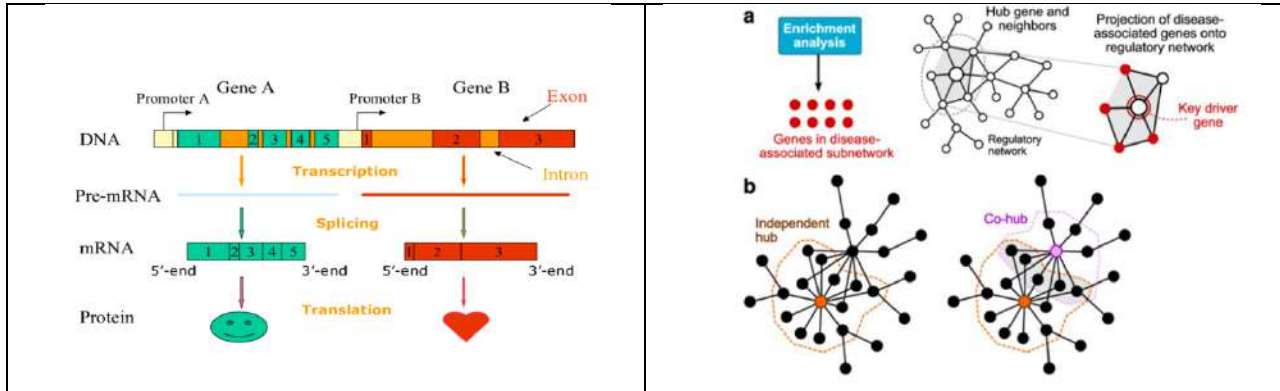 Gene A
Gene B
Promoter A
Promoter B
Exon
DNA
1
2
3
4
5
1
2
3
Transcription
Intron
Pre-mRNA
Splicing
mRNA
1
2
3
4
5
1
2
3
5′-end
3′-end
5′-end
3′-end
Translation
Protein
a
Enrichment
analysis
Genes in disease-
associated subnetwork
Hub gene and
neighbors
Regulatory
network
Projection of disease-
associated genes onto
regulatory network
Key driver
gene
b
Independent
hub
Co-hub